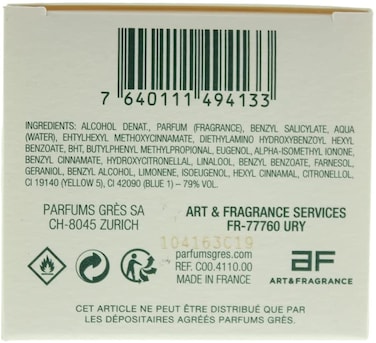 7 640111 494133
INGREDIENTS: ALCOHOL DENAT., PARFUM (FRAGRANCE), BENZYL SALICYLATE, AQUA
(WATER), EHTYLHEXYL METHOXYCINNAMATE, DIETHYLAMINO HYDROXYBENZOYL HEXYL
BENZOATE, BHT, BUTYLPHENYL METHYLPROPIONAL, EUGENOL, ALPHA-ISOMETHYL IONONE,
BENZYL CINNAMATE, HYDROXYCITRONELLAL, LINALOOL, BENZYL BENZOATE, FARNESOL,
GERANIOL, BENZYL ALCOHOL, LIMONENE, ISOEUGENOL, HEXYL CINNAMAL, CITRONELLOL,
CI 19140 (YELLOW 5), CI 42090 (BLUE 1) – 79% VOL.
PARFUMS GRÈS SA
CH-8045 ZURICH
ART & FRAGRANCE SERVICES
FR-77760 URY
104163C19
parfumsgres.com
REF. C00.4110.00
MADE IN FRANCE
AF
ART&FRAGRANCE
CET ARTICLE NE PEUT ÊTRE DISTRIBUÉ QUE PAR
LES DÉPOSITAIRES AGRÉÉS PARFUMS GRÈS.